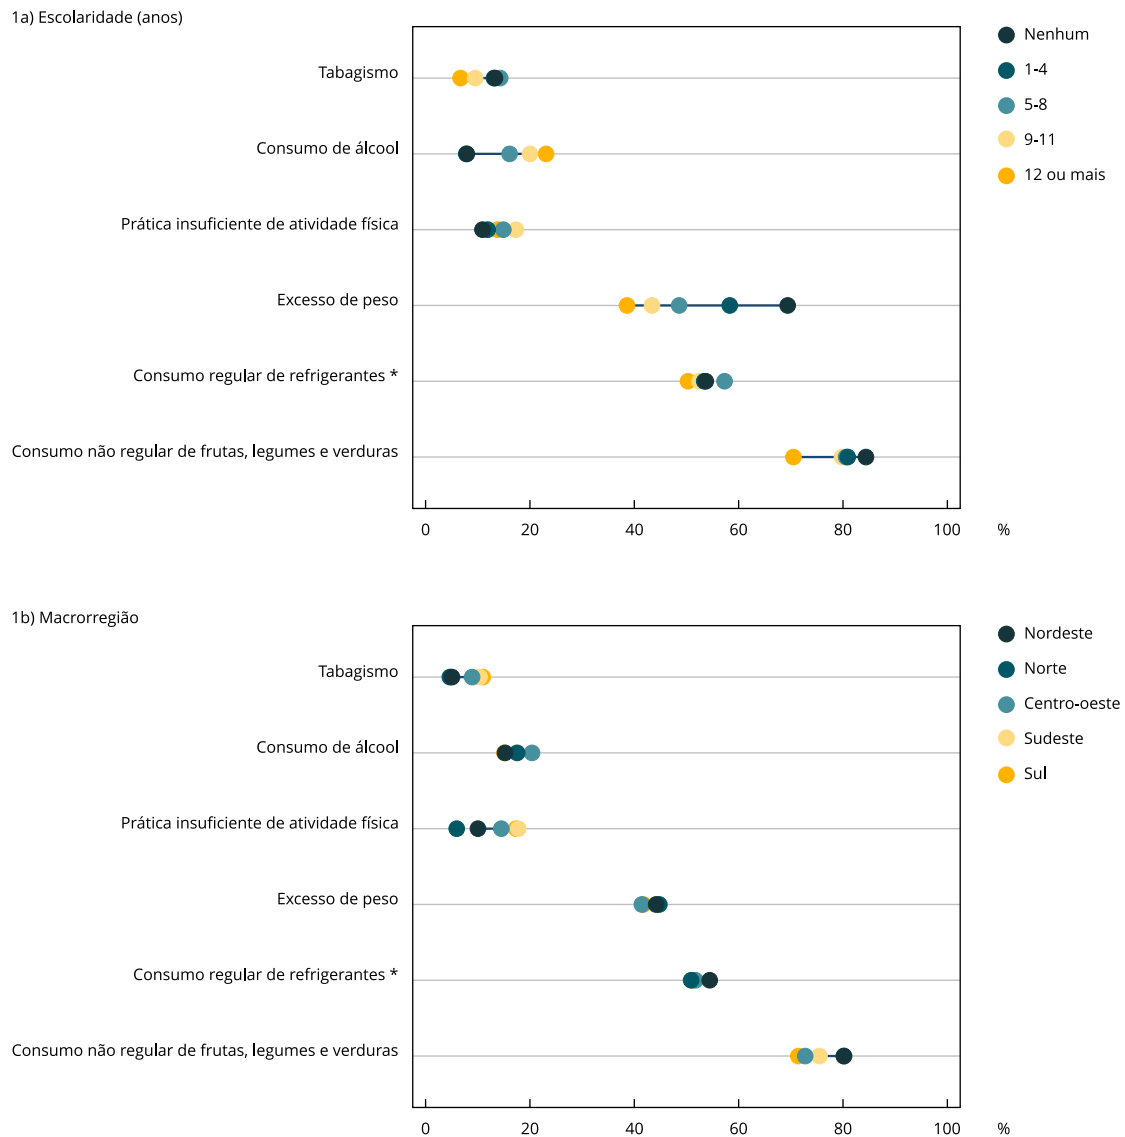 1a) Escolaridade (anos)
Nenhum
Tabagismo
1-4
5-8
Consumo de álcool
9-11
12 ou mais
Prática insuficiente de atividade física
Excesso de peso
Consumo regular de refrigerantes *
Consumo não regular de frutas, legumes e verduras
0 20 40 60 80 100 %
1b) Macrorregião
Nordeste
Tabagismo
Norte
Centro-oeste
Consumo de álcool
Sudeste
Sul
Prática insuficiente de atividade física
Excesso de peso
Consumo regular de refrigerantes *
Consumo não regular de frutas, legumes e verduras
0 20 40 60 80 100 %